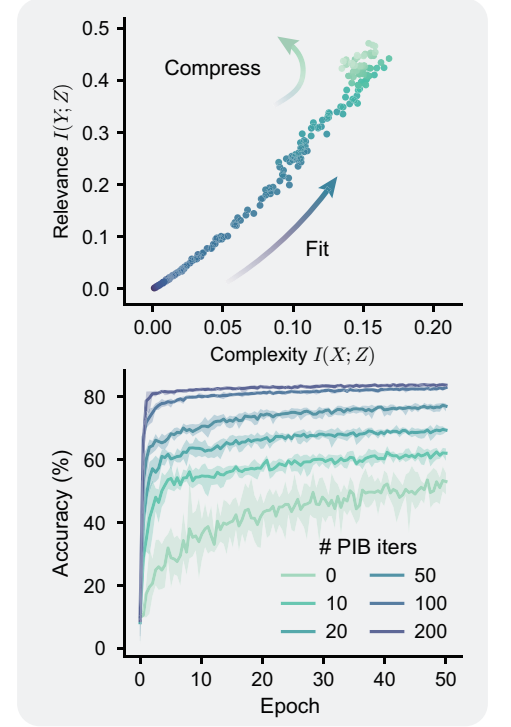 0.5
0.4
0.3
0.2
0.1
0.0
Relevance I(Y; Z)
Compress
Fit
0.00 0.05 0.10 0.15 0.20
Complexity I(X; Z)
80
60
40
20
0
Accuracy (%)
# PIB iters
0 50
10 100
20 200
0 10 20 30 40 50
Epoch